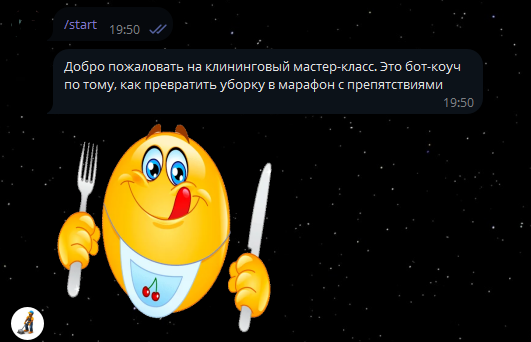 /start 19:50
Добро пожаловать на клининговый мастер-класс. Это бот-коуч
по тому, как превратить уборку в марафон с препятствиями
19:50